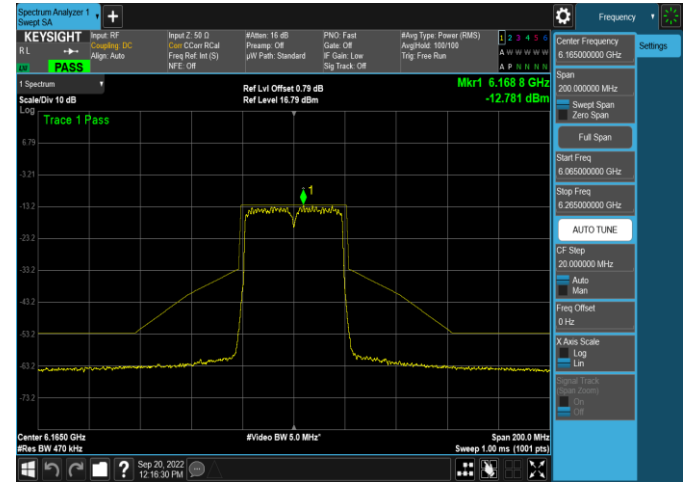 Spectrum Analyzer 1
Swept SA
Frequency
KEYSIGHT
RL
PASS
Input: RF
Coupling: DC
Align: Auto
Input Z: 50 Ω
Corr CCorr RCal
Freq Ref: Int (S)
NFE: Off
#Atten: 16 dB
Preamp: Off
µW Path: Standard
PNO: Fast
Gate: Off
IF Gain: Low
Sig Track: Off
#Avg Type: Power (RMS)
Avg|Hold: 100/100
Trig: Free Run
1 2 3 4 5 6
A W W W W W
A P N N N N
1 Spectrum
Scale/Div 10 dB
Log
Ref Lvl Offset 0.79 dB
Ref Level 16.79 dBm
Mkr1 6.168 8 GHz
-12.781 dBm
Trace 1 Pass
1
6.79
-3.21
-13.2
-23.2
-33.2
-43.2
-53.2
-63.2
-73.2
Center 6.1650 GHz
#Res BW 470 kHz
#Video BW 5.0 MHz*
Span 200.0 MHz
Sweep 1.00 ms (1001 pts)
Center Frequency
6.165000000 GHz
Span
200.000000 MHz
Swept Span
Zero Span
Full Span
Start Freq
6.065000000 GHz
Stop Freq
6.265000000 GHz
AUTO TUNE
CF Step
20.000000 MHz
Auto
Man
Freq Offset
0 Hz
X Axis Scale
Log
Lin
Signal Track
(Span Zoom)
On
Off
Settings
Sep 20, 2022
12:16:30 PM